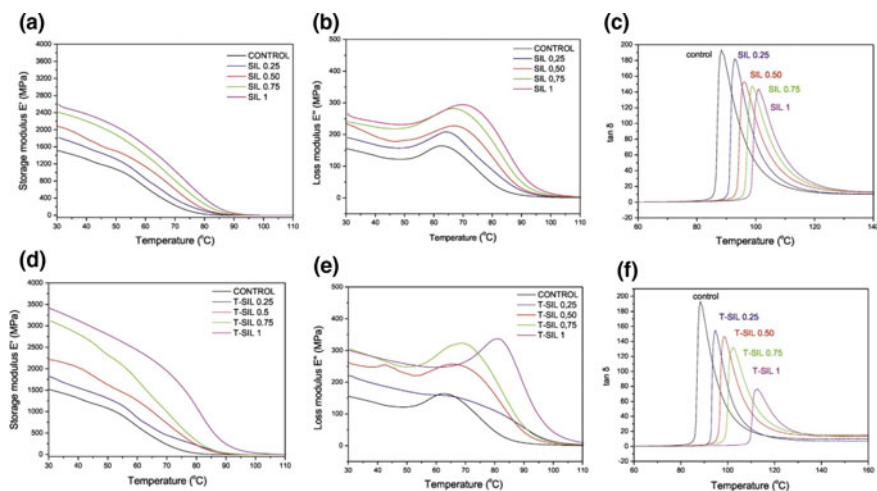 (a)
Storage modulus E' (MPa)
4000
3600
3200
2800
2400
2000
1600
1200
800
400
0
CONTROL
SIL 0.25
SIL 0.50
SIL 0.75
SIL 1
30 40 50 60 70 80 90 100 110
Temperature (°C)
(b)
Loss modulus E" (MPa)
500
400
300
200
100
0
CONTROL
SIL 0,25
SIL 0,50
SIL 0,75
SIL 1
30 40 50 60 70 80 90 100 110
Temperature (°C)
(c)
tan δ
200
180
160
140
120
100
80
60
40
20
0
-20
control
SIL 0.25
SIL 0.50
SIL 0.75
SIL 1
60 80 100 120 140
Temperature (°C)
(d)
Storage modulus E' (MPa)
4000
3500
3000
2500
2000
1500
1000
500
0
CONTROL
T-SIL 0.25
T-SIL 0.5
T-SIL 0.75
T-SIL 1
30 40 50 60 70 80 90 100 110
Temperature (°C)
(e)
Loss modulus E" (MPa)
500
400
300
200
100
0
CONTROL
T-SIL 0,25
T-SIL 0,50
T-SIL 0,75
T-SIL 1
30 40 50 60 70 80 90 100 110
Temperature (°C)
(f)
tan δ
200
180
160
140
120
100
80
60
40
20
0
-20
control
T-SIL 0.25
T-SIL 0.50
T-SIL 0.75
T-SIL 1
60 80 100 120 140 160
Temperature (°C)